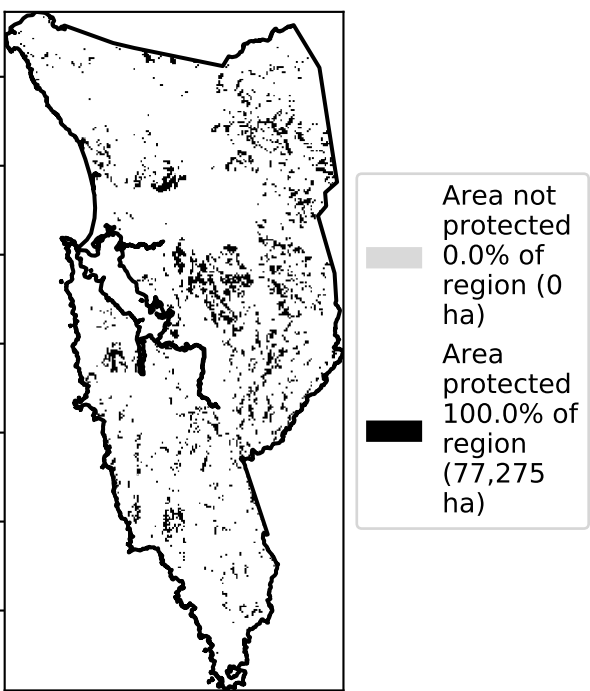 Area not
protected
0.0% of
region (0
ha)
Area
protected
100.0% of
region
(77,275
ha)